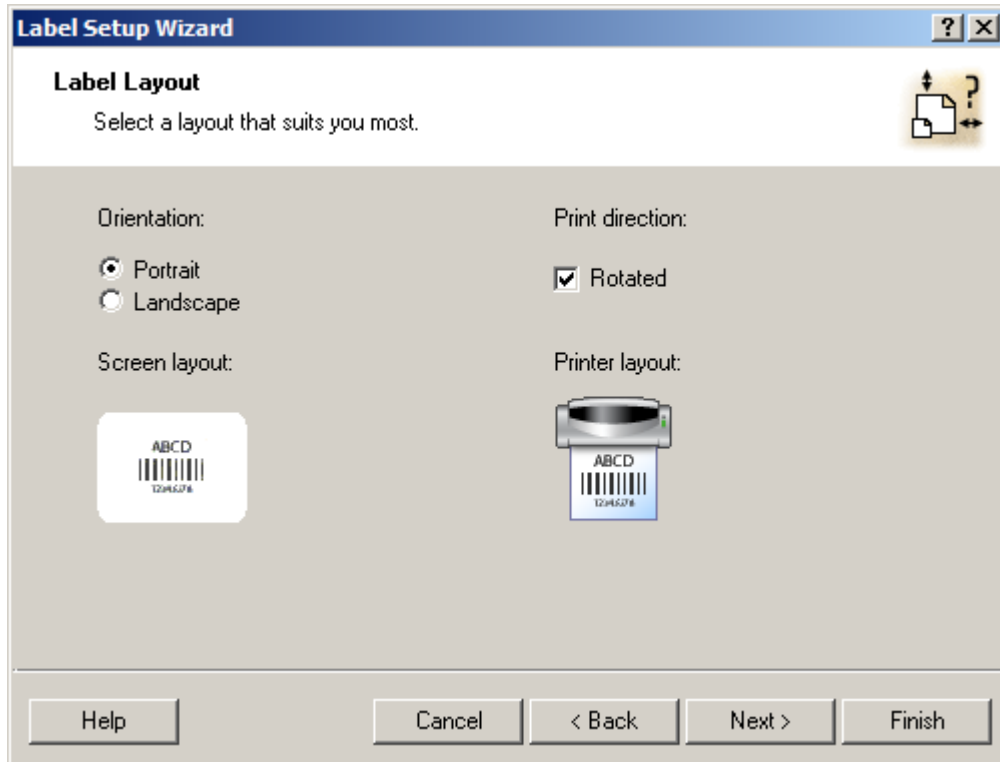 Label Setup Wizard
Label Layout
Select a layout that suits you most.
Orientation:
Portrait
Landscape
Print direction:
Rotated
Screen layout:
ABCD
Printer layout:
ABCD
Help
Cancel
< Back
Next >
Finish